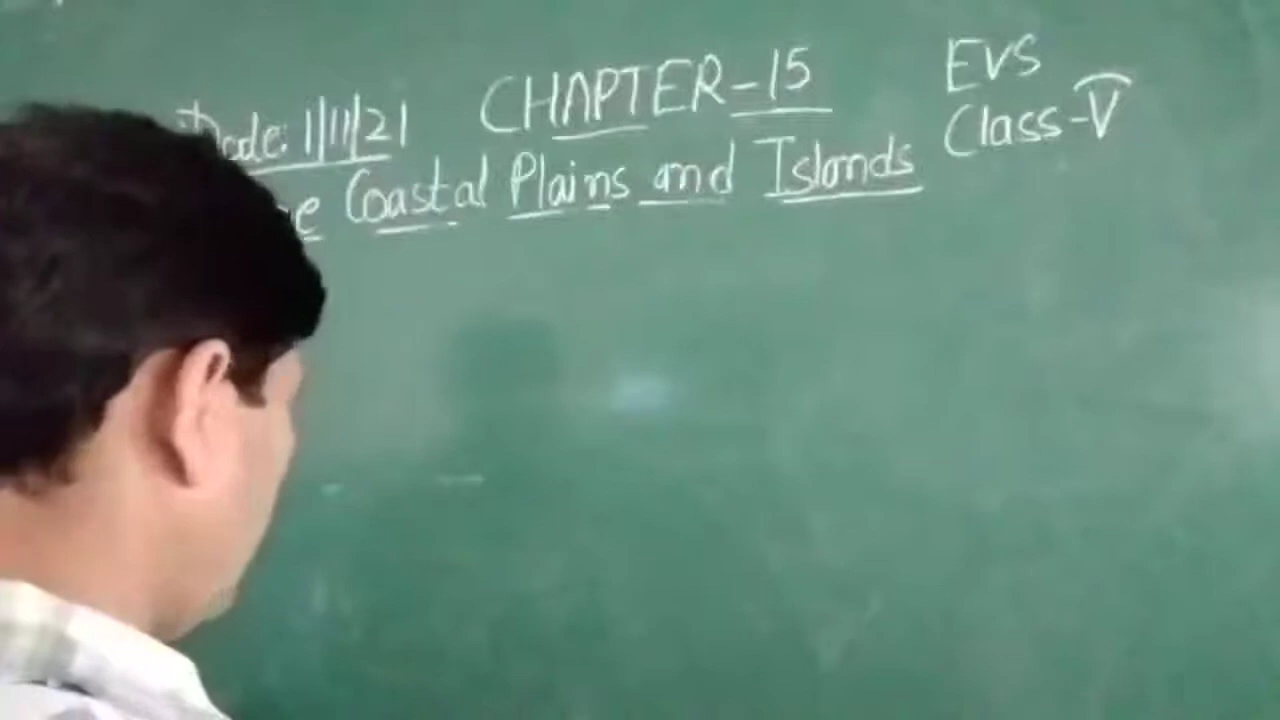 Date: 1/11/21
CHAPTER-15
EVS
Class-V
Coastal Plains and Islands